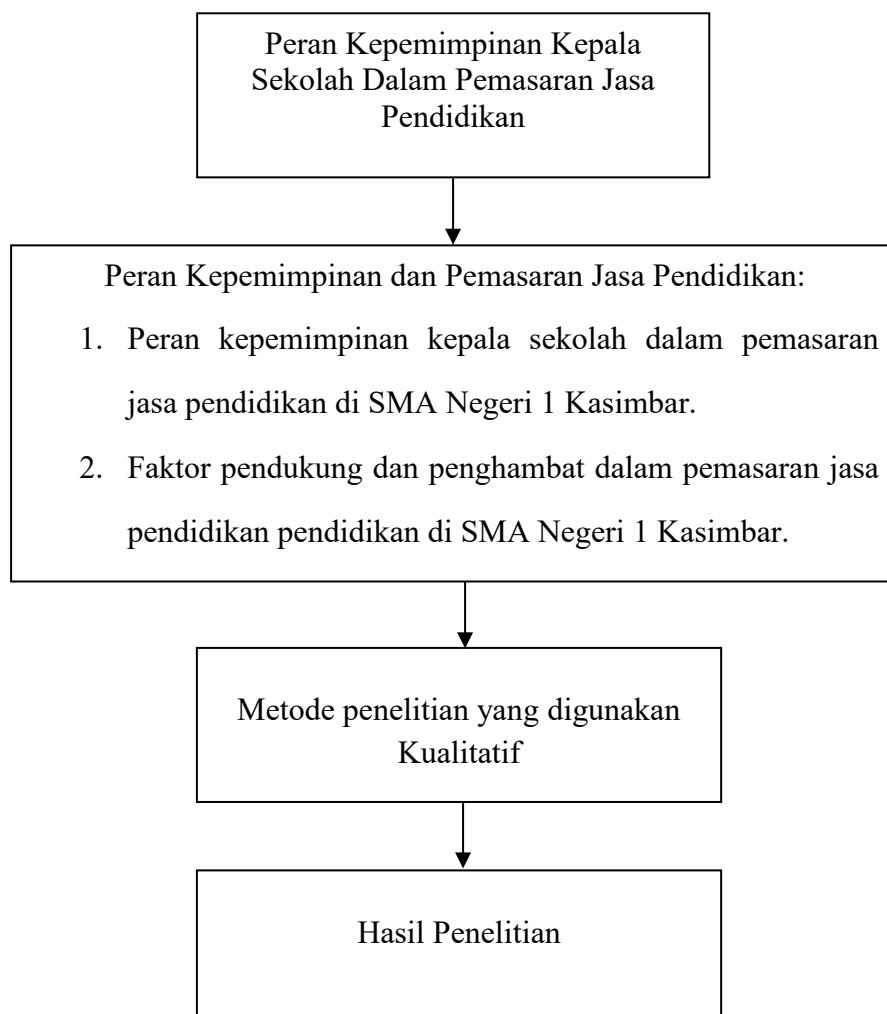 Peran Kepemimpinan Kepala
Sekolah Dalam Pemasaran Jasa
Pendidikan
Peran Kepemimpinan dan Pemasaran Jasa Pendidikan:
1. Peran kepemimpinan kepala sekolah dalam pemasaran
jasa pendidikan di SMA Negeri 1 Kasimbar.
2. Faktor pendukung dan penghambat dalam pemasaran jasa
pendidikan pendidikan di SMA Negeri 1 Kasimbar.
Metode penelitian yang digunakan
Kualitatif
Hasil Penelitian